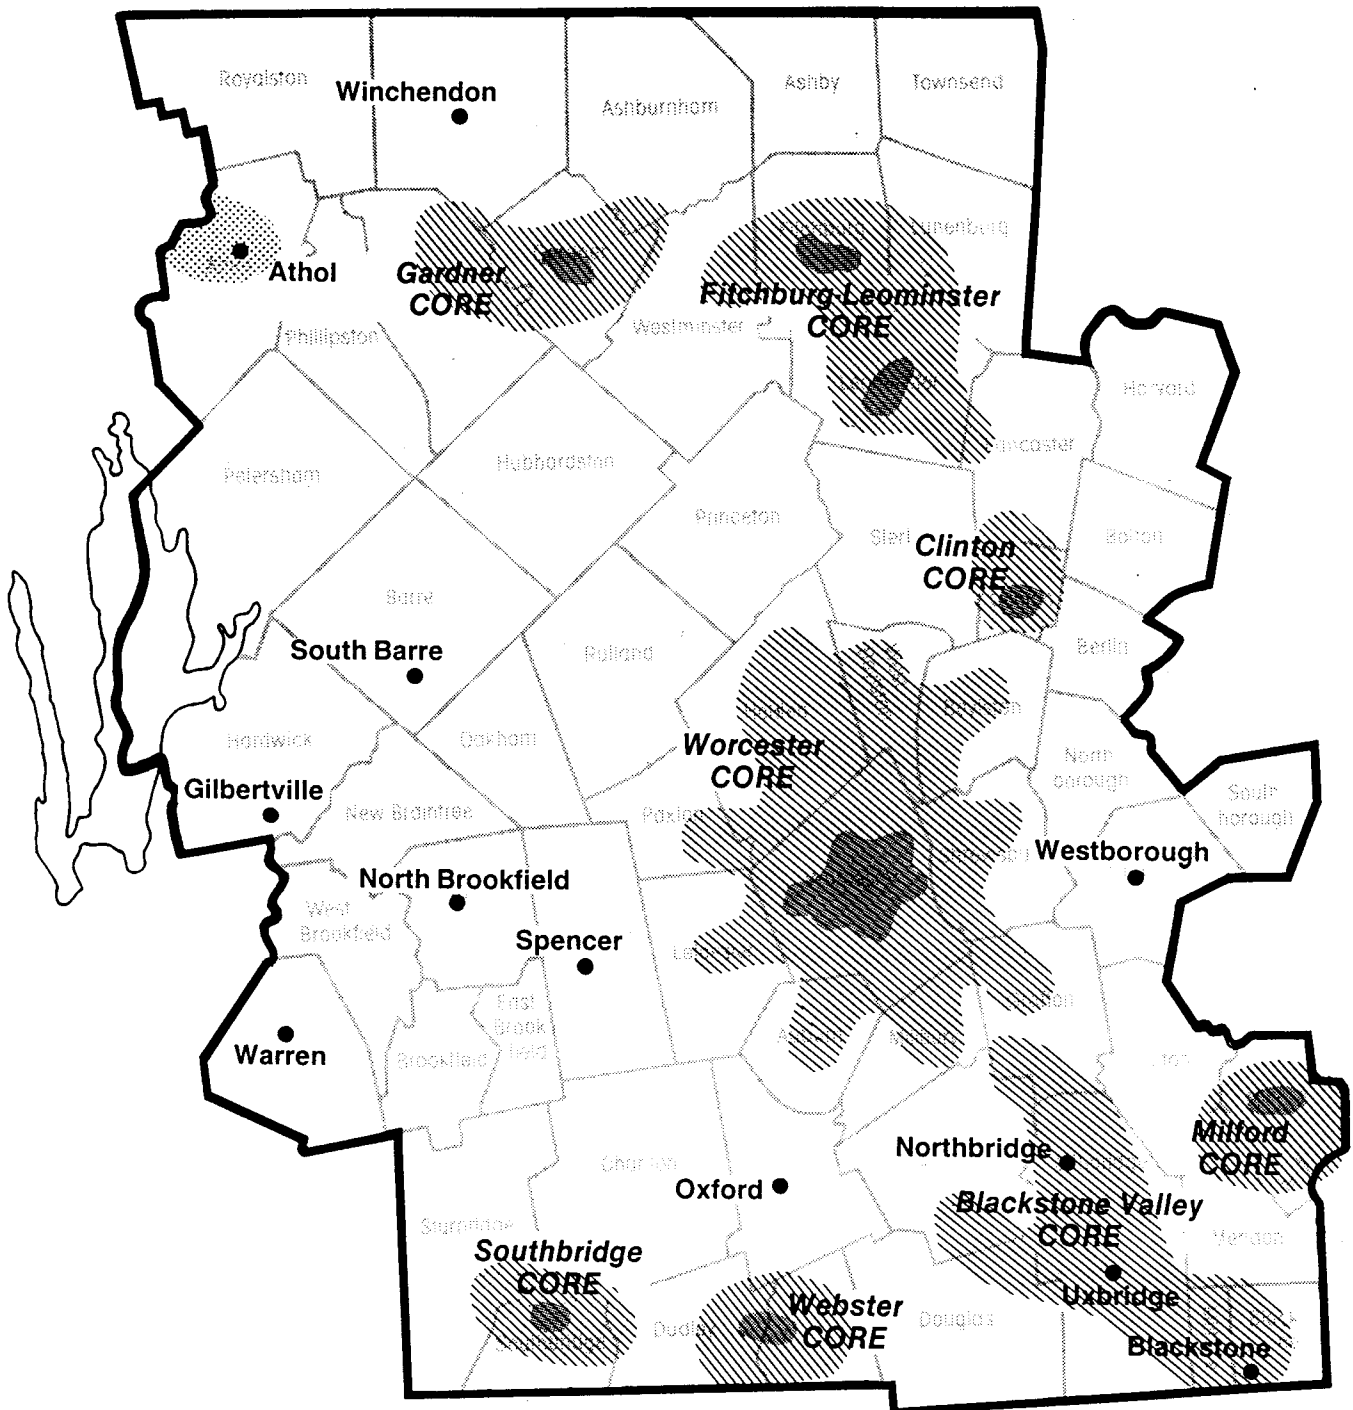 Royalston
Winchendon
Ashburnham
Ashby
Townsend
Lunenburg
Athol
Gardner
CORE
Fitchburg-Leominster
CORE
Westminster
Phillipston
Harvard
Petersham
Hubbardston
Lancaster
Princeton
Sterl
Clinton
CORE
Bolton
Barre
South Barre
Rutland
Berlin
Hardwick
Oakham
Worcester
CORE
North
borough
South
borough
Gilbertville
New Braintree
Paxton
Westborough
North Brookfield
West
Brookfield
Spencer
East
Brook
field
Warren
Brookfield
Milford
CORE
Northbridge
Charlton
Oxford
Blackstone Valley
CORE
Sturbridge
Mendon
Southbridge
CORE
Uxbridge
Webster
CORE
Dudley
Douglas
Blackstone